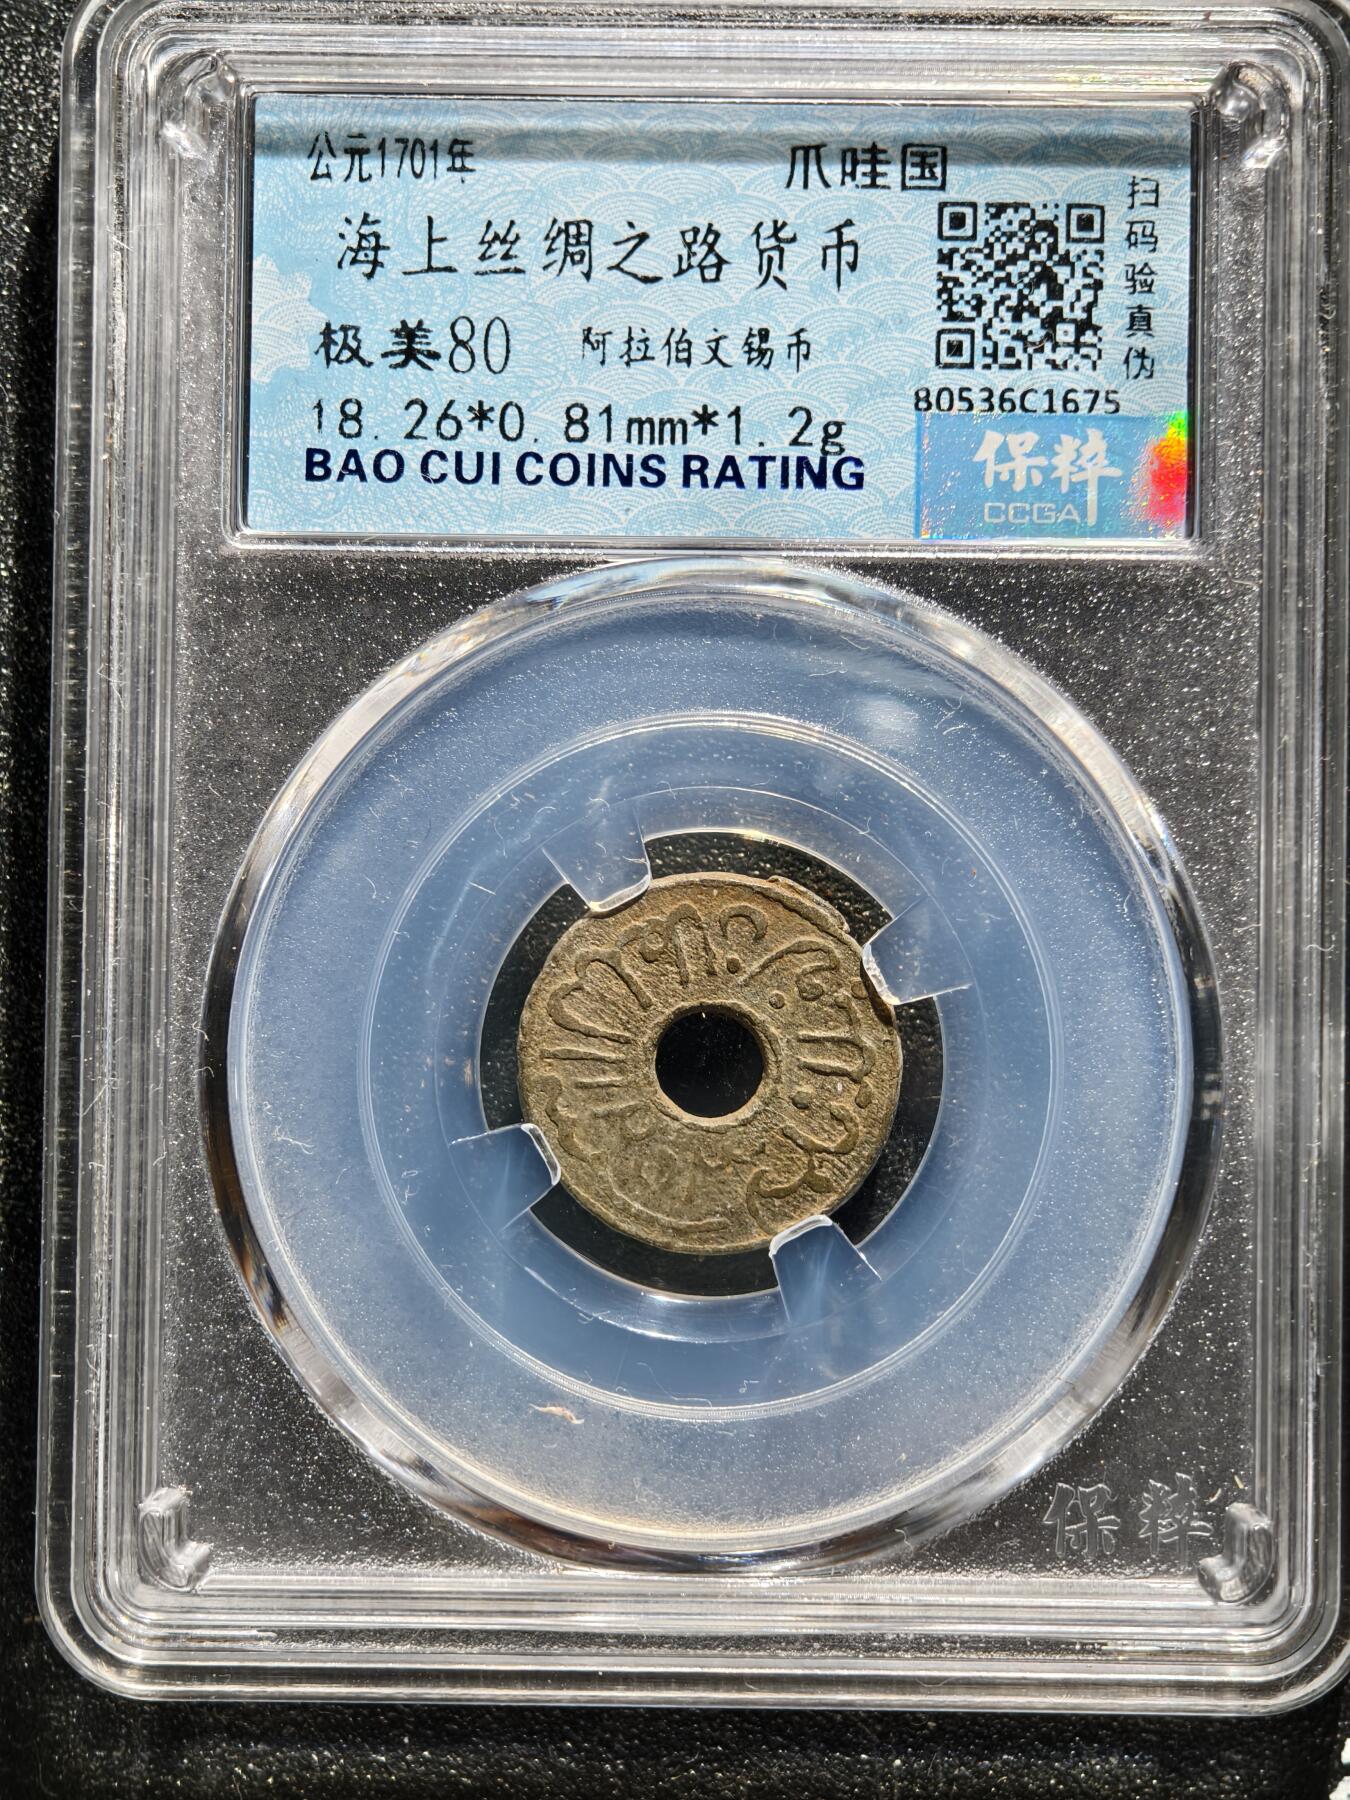 公元1701年
爪哇国
海上丝绸之路货币
极美80
阿拉伯文锡币
18.26*0.81mm*1.2g
BAO CUI COINS RATING
扫码验真伪
80536C1675
保粹
CCGA
保粹